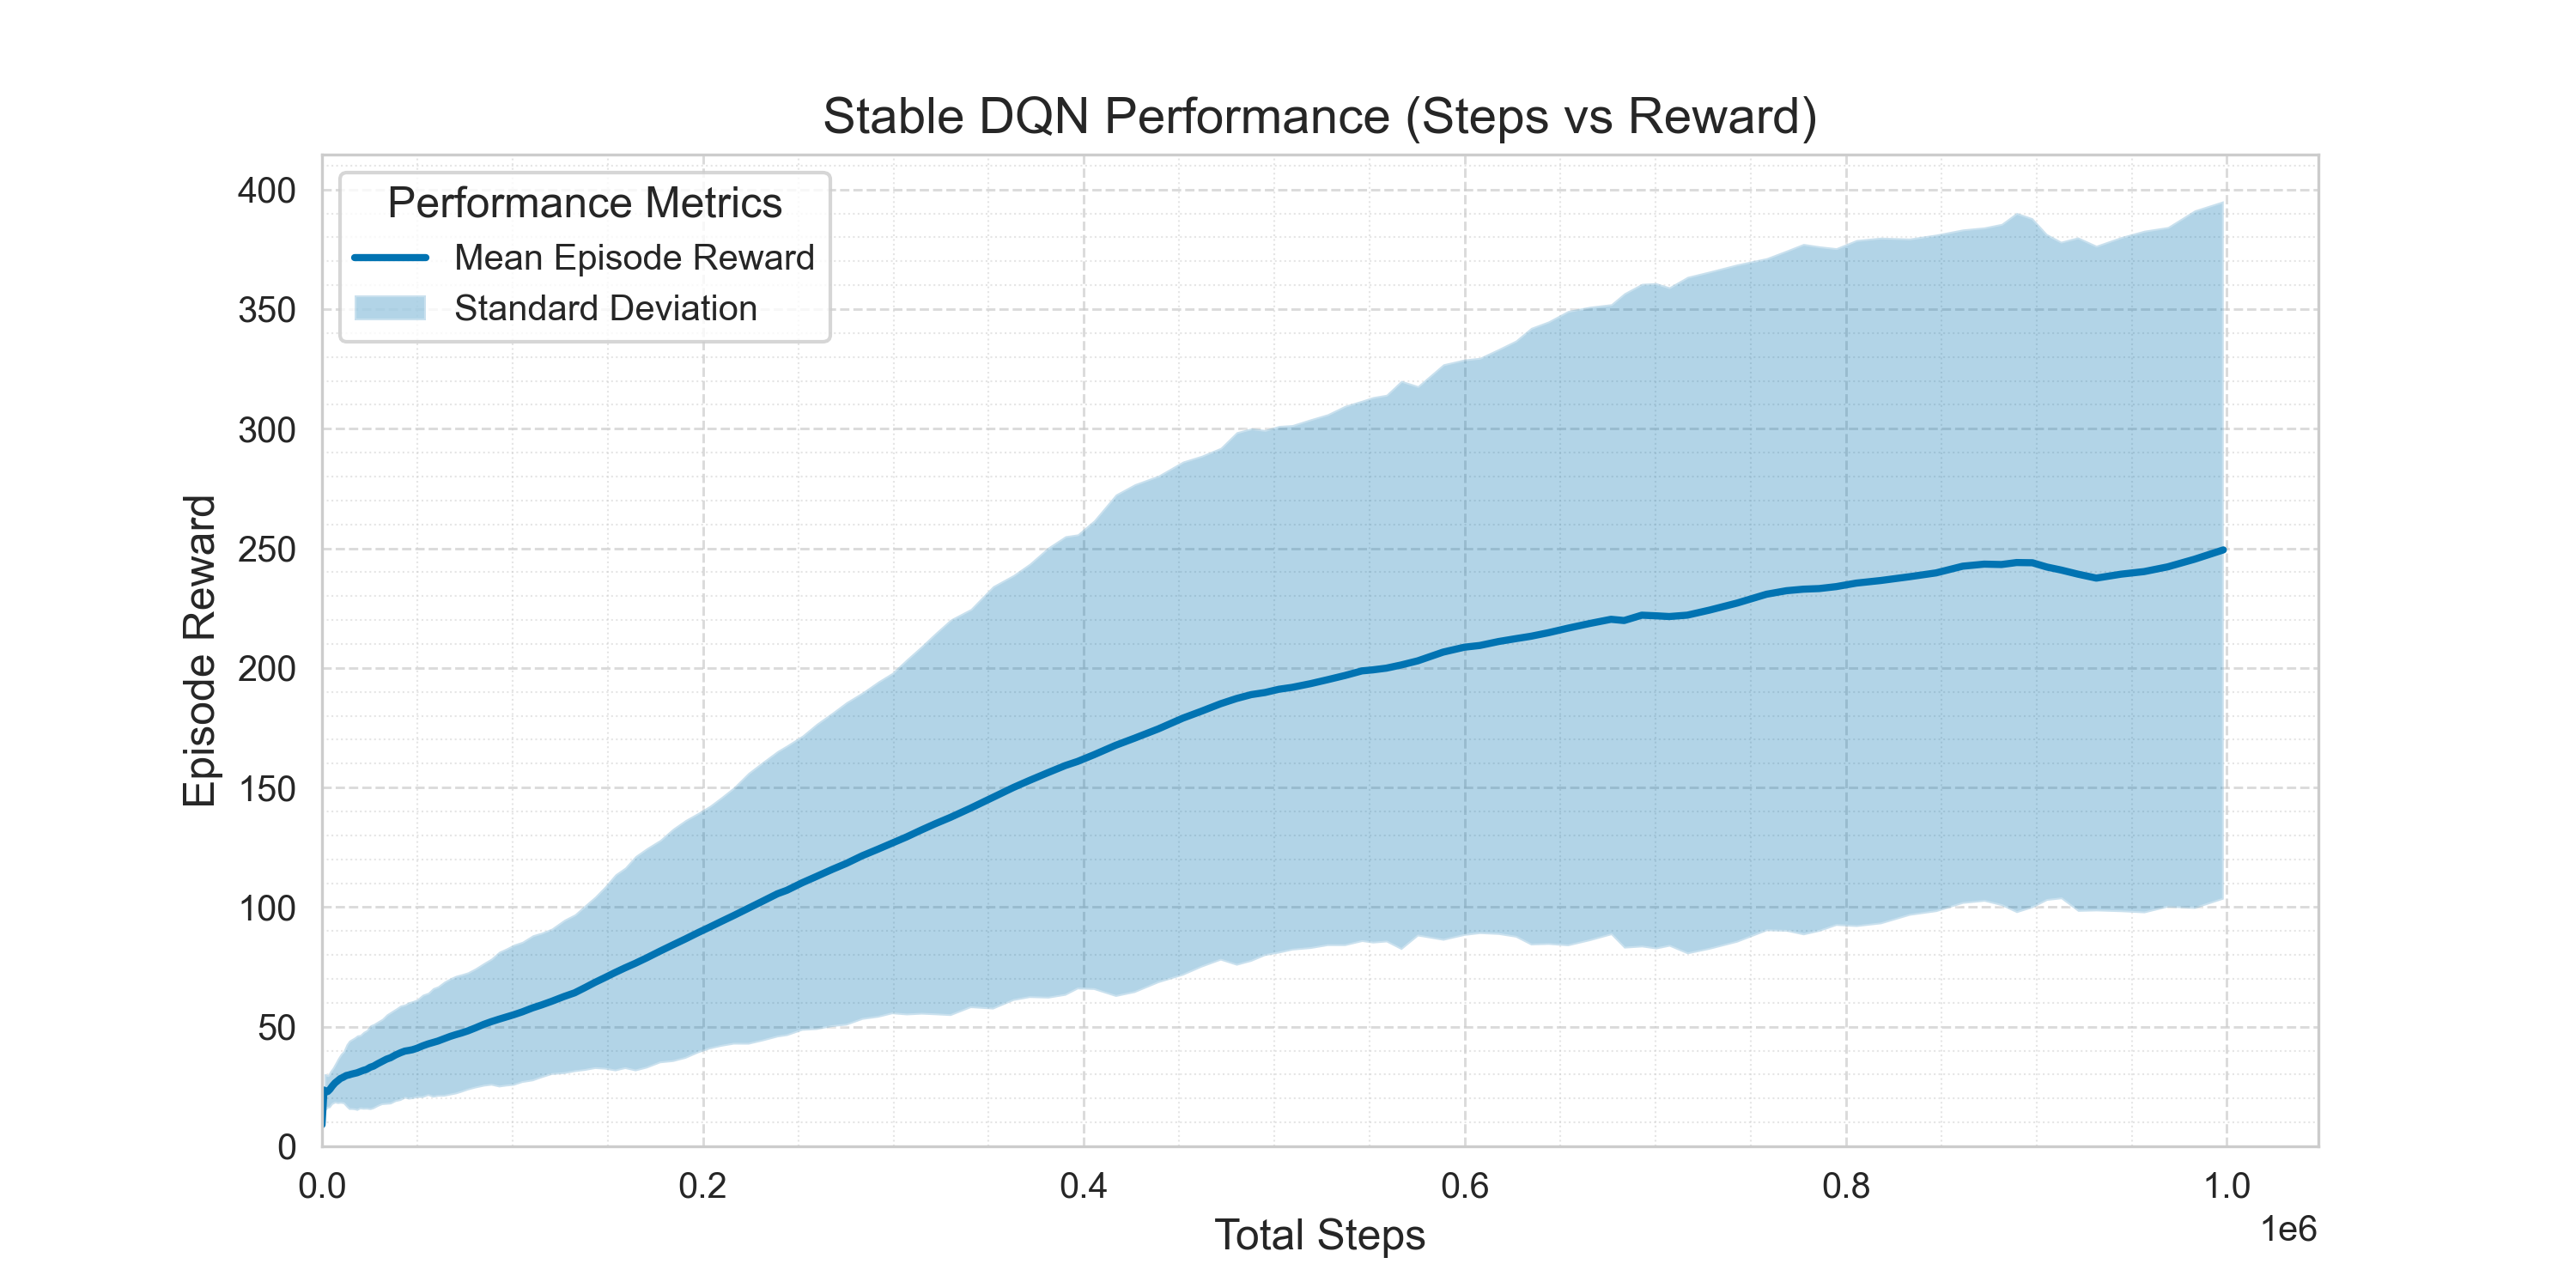 Stable DQN Performance (Steps vs Reward)
Performance Metrics
Mean Episode Reward
Standard Deviation
Episode Reward
400
350
300
250
200
150
100
50
0
0.0 0.2 0.4 0.6 0.8 1.0
1e6
Total Steps